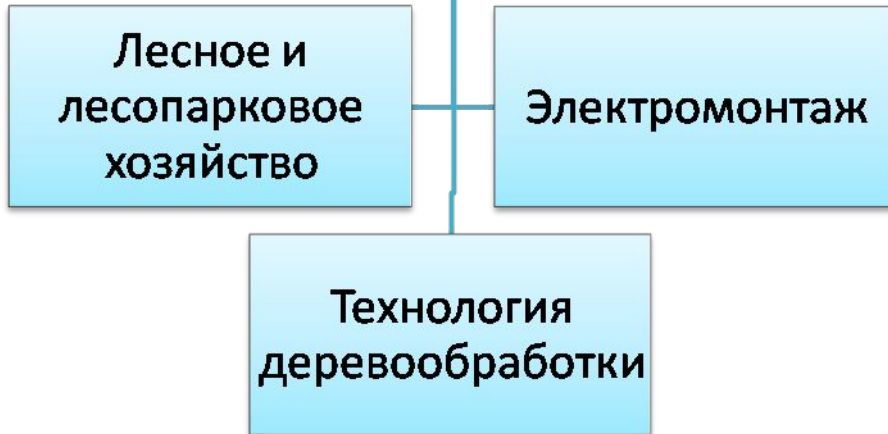 Лесное и
лесопарковое
хозяйство
Электромонтаж
Технология
деревообработки